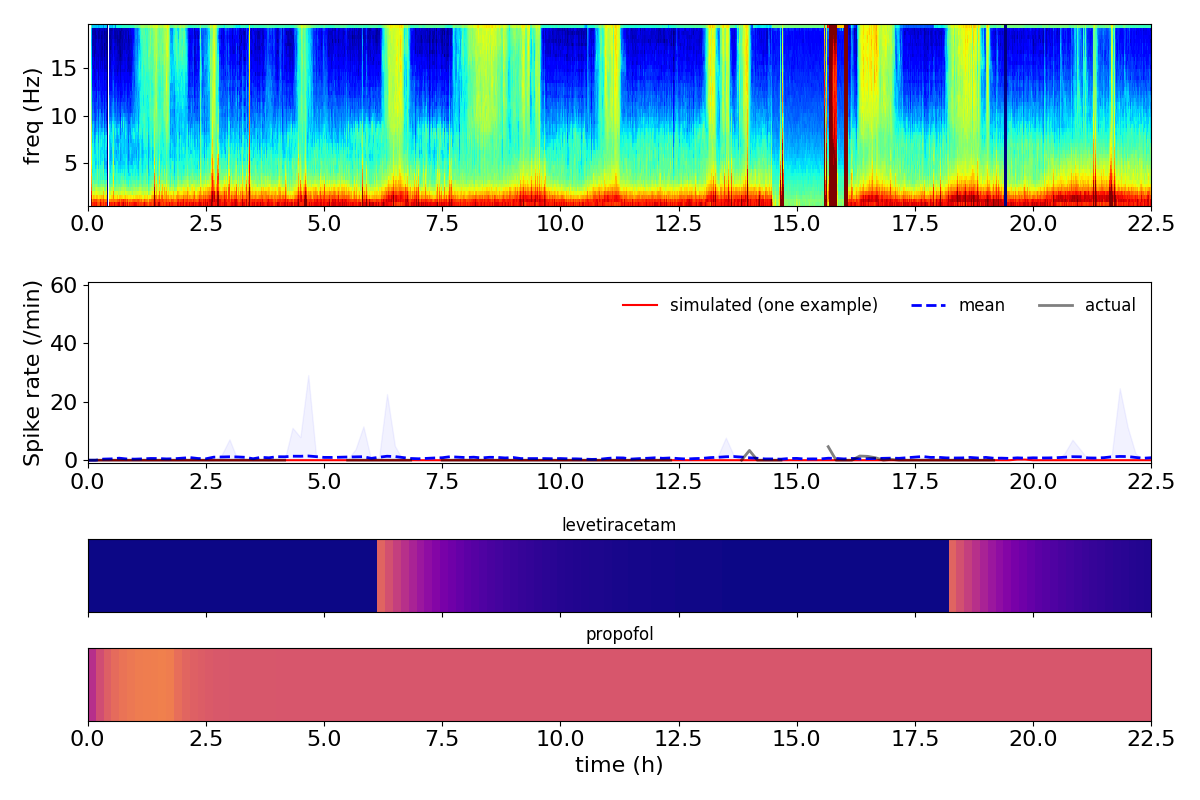 freq (Hz)
15
10
5
0.0 2.5 5.0 7.5 10.0 12.5 15.0 17.5 20.0 22.5
Spike rate (/min)
60
40
20
0
simulated (one example) mean actual
0.0 2.5 5.0 7.5 10.0 12.5 15.0 17.5 20.0 22.5
levetiracetam
propofol
0.0 2.5 5.0 7.5 10.0 12.5 15.0 17.5 20.0 22.5
time (h)